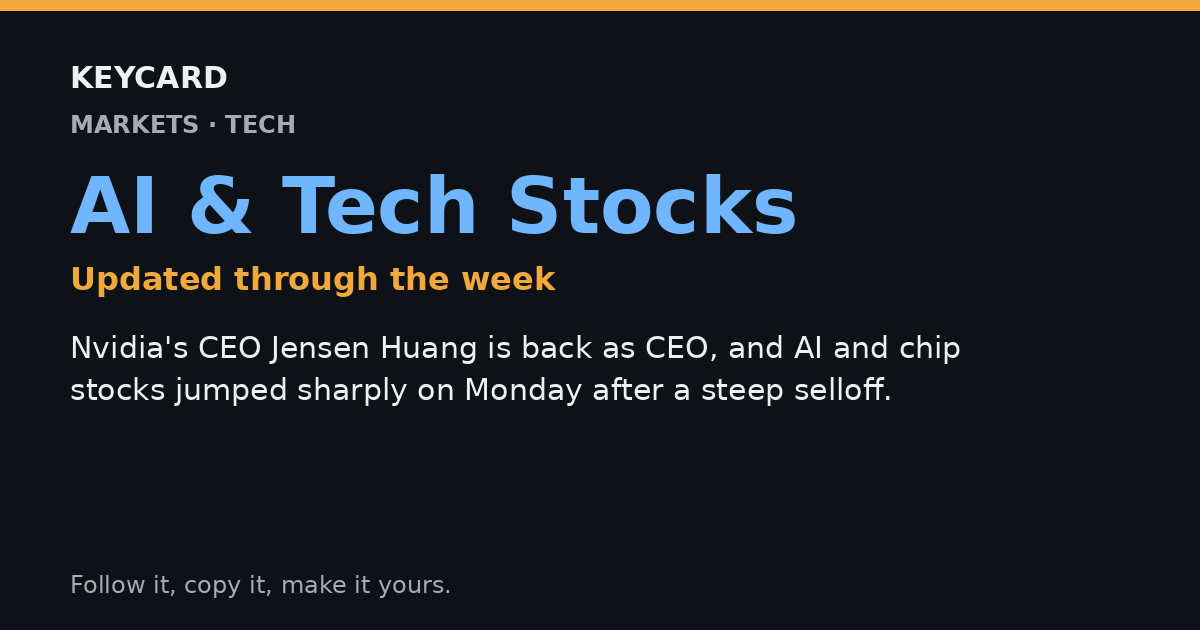 KEYCARD
MARKETS · TECH
AI & Tech Stocks
Updated through the week
Nvidia's CEO Jensen Huang is back as CEO, and AI and chip
stocks jumped sharply on Monday after a steep selloff.
Follow it, copy it, make it yours.